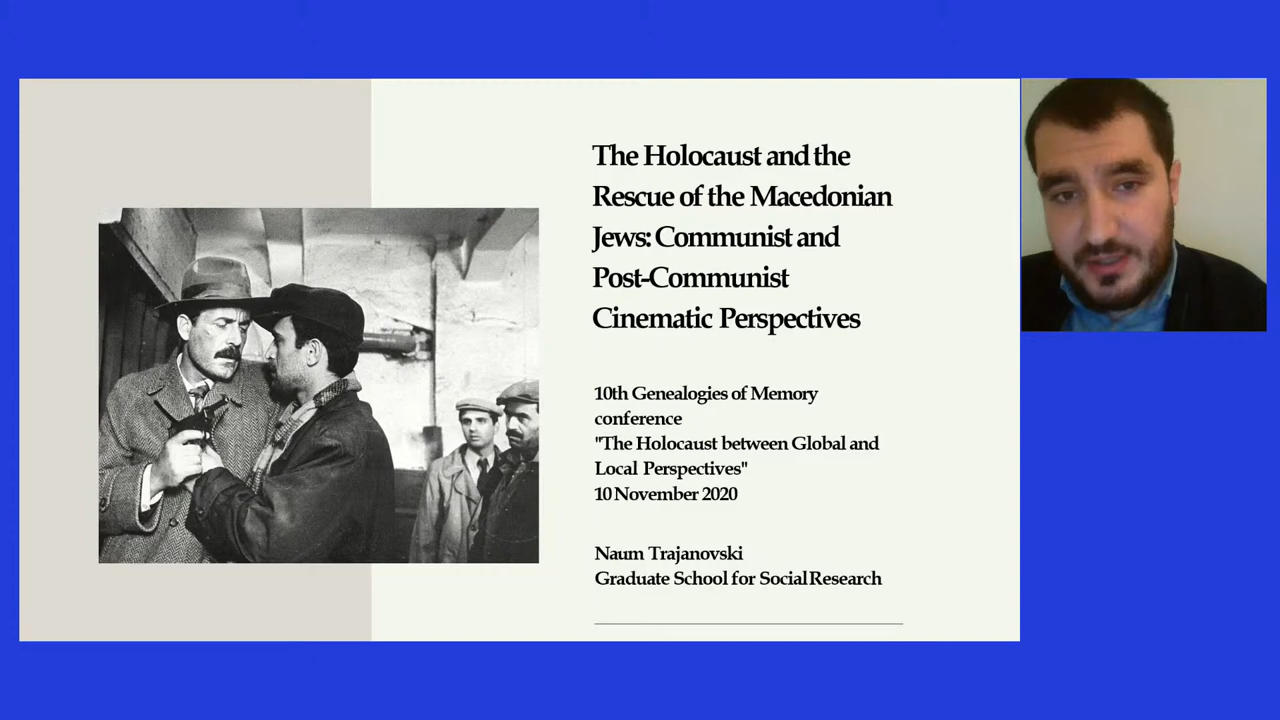 The Holocaust and the
Rescue of the Macedonian
Jews: Communist and
Post-Communist
Cinematic Perspectives
10th Genealogies of Memory
conference
"The Holocaust between Global and
Local Perspectives"
10 November 2020
Naum Trajanovski
Graduate School for Social Research